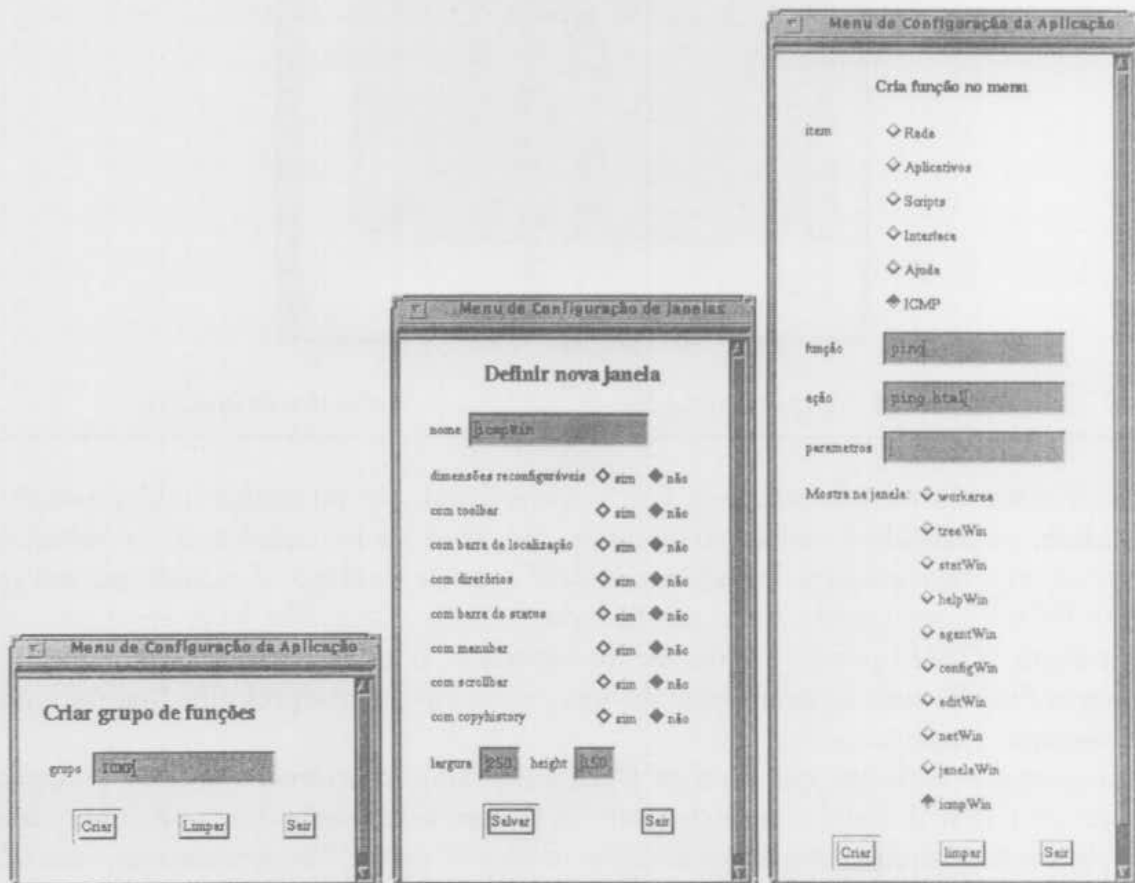 Menu de Configuração da Aplicação
Criar grupo de funções
grupo ICMP
Criar Limpar Sair
Menu de Configuração de Janelas
Definir nova janela
nome icmpWin
dimensões reconfiguráveis sim não
com toolbar sim não
com barra de localização sim não
com diretórios sim não
com barra de status sim não
com menubar sim não
com scrollbar sim não
com copyhistory sim não
largura 250 height
Salvar Sair
Menu de Configuração da Aplicação
Cria função no menu
item Rede
Aplicativos
Scripts
Interface
Ajuda
ICMP
função ping
ação ping.html
parametros
Mostra na janela: workarea
treeWin
statWin
helpWin
agentWin
configWin
editWin
netWin
janelaWin
icmpWin
Criar limpar Sair